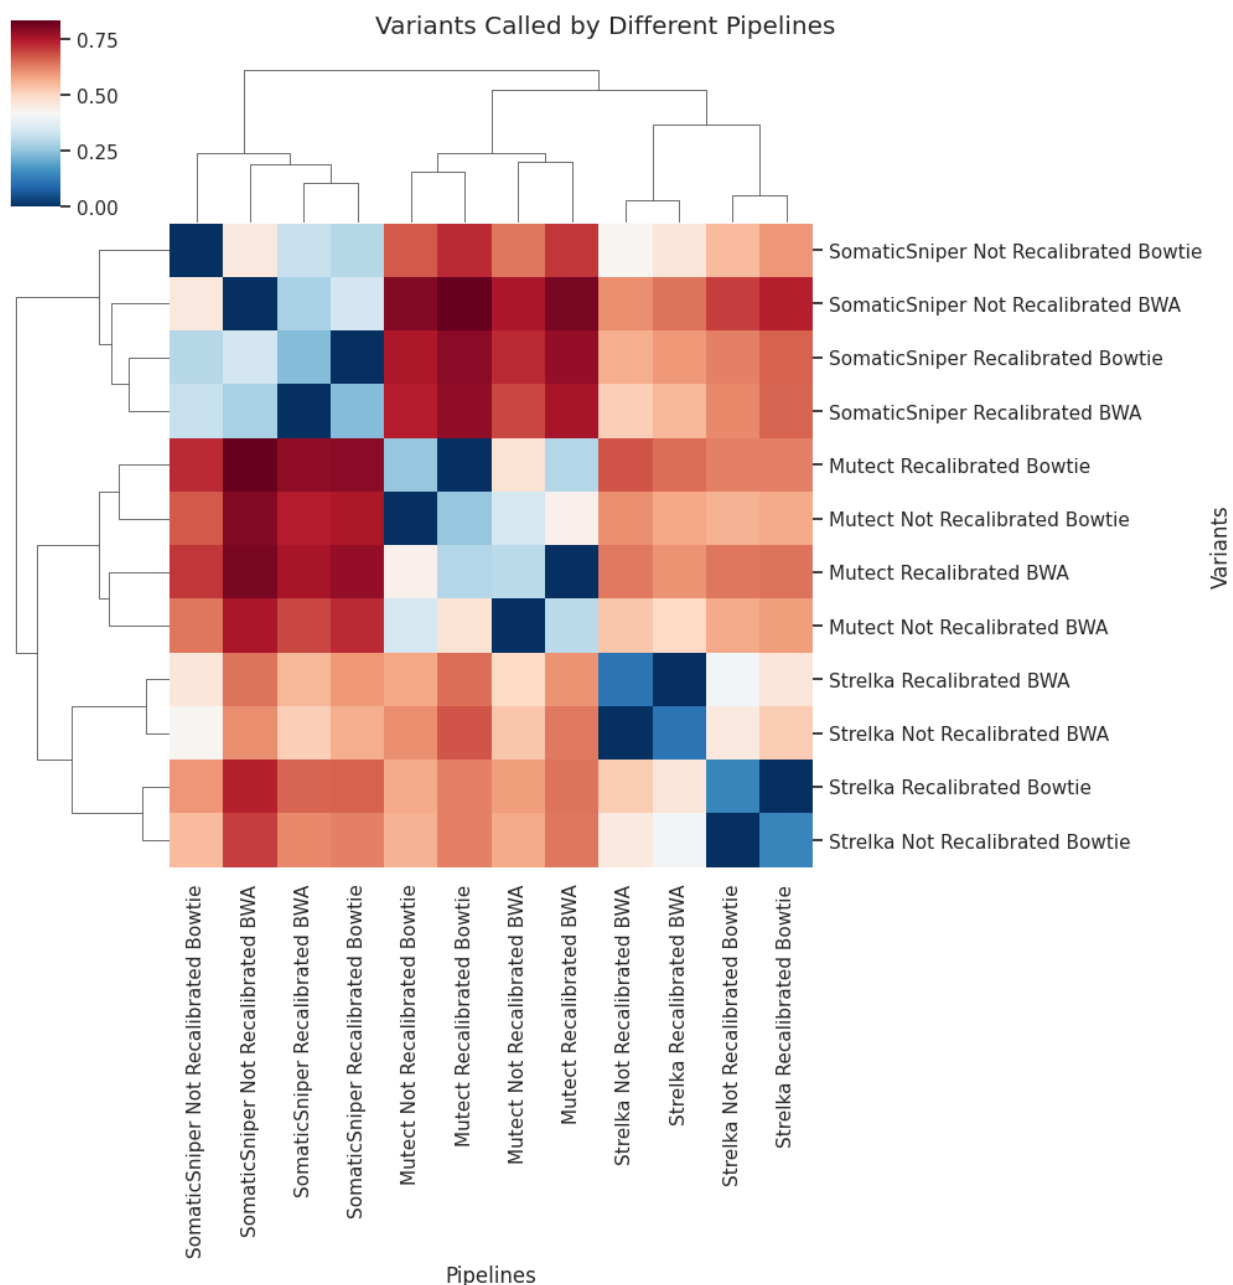 Variants Called by Different Pipelines
0.75
0.50
0.25
0.00
SomaticSniper Not Recalibrated Bowtie
SomaticSniper Not Recalibrated BWA
SomaticSniper Recalibrated Bowtie
SomaticSniper Recalibrated BWA
Mutect Recalibrated Bowtie
Mutect Not Recalibrated Bowtie
Mutect Recalibrated BWA
Mutect Not Recalibrated BWA
Strelka Recalibrated BWA
Strelka Not Recalibrated BWA
Strelka Recalibrated Bowtie
Strelka Not Recalibrated Bowtie
Variants
SomaticSniper Not Recalibrated Bowtie
SomaticSniper Not Recalibrated BWA
SomaticSniper Recalibrated BWA
SomaticSniper Recalibrated Bowtie
Mutect Not Recalibrated Bowtie
Mutect Recalibrated Bowtie
Mutect Not Recalibrated BWA
Mutect Recalibrated BWA
Strelka Not Recalibrated BWA
Strelka Recalibrated BWA
Strelka Not Recalibrated Bowtie
Strelka Recalibrated Bowtie
Pipelines